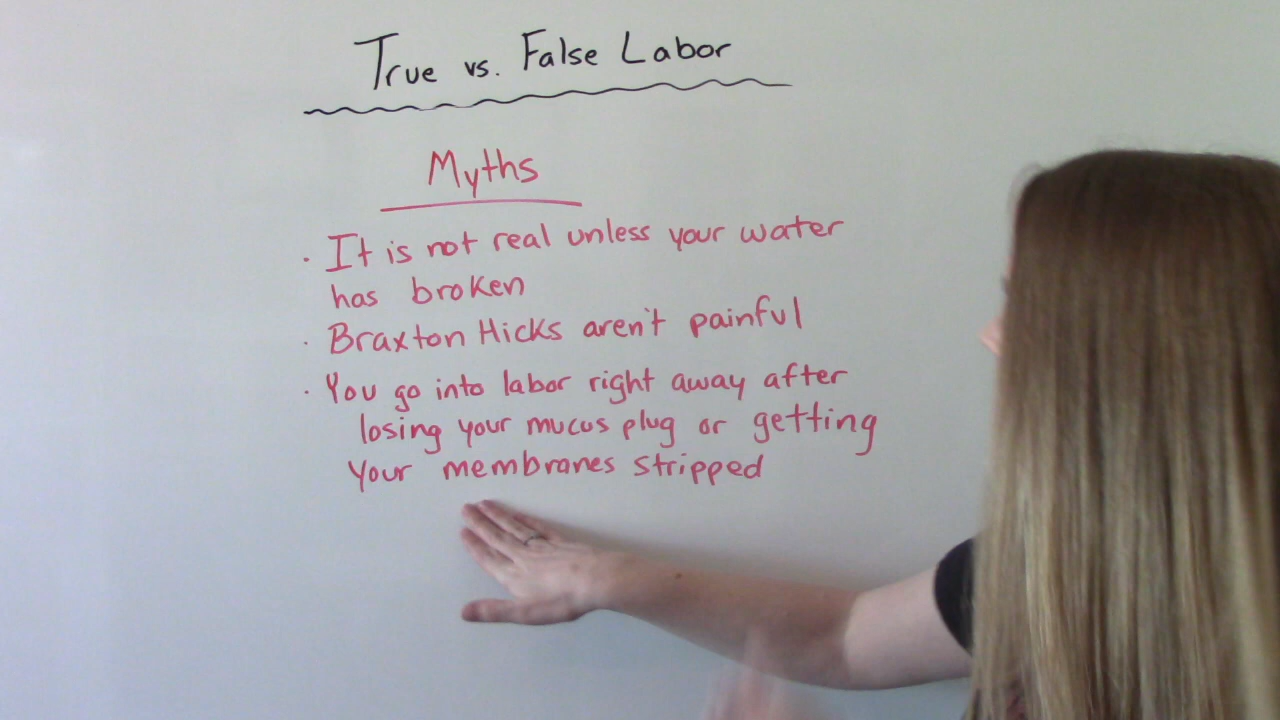 True vs. False Labor
Myths
· It is not real unless your water
has broken
· Braxton Hicks aren't painful
· You go into labor right away after
losing your mucus plug or getting
your membranes stripped